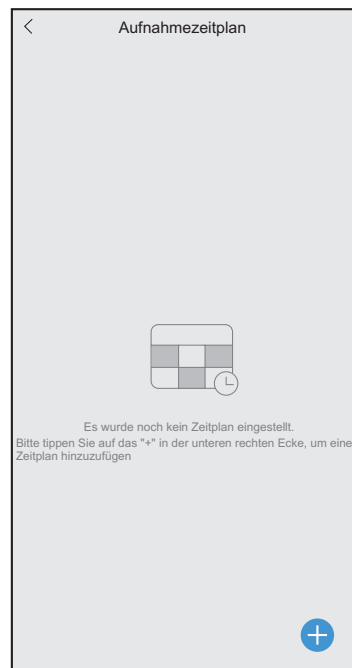 Aufnahmezeitplan
Es wurde noch kein Zeitplan eingestellt.
Bitte tippen Sie auf das "+" in der unteren rechten Ecke, um eine
Zeitplan hinzuzufügen